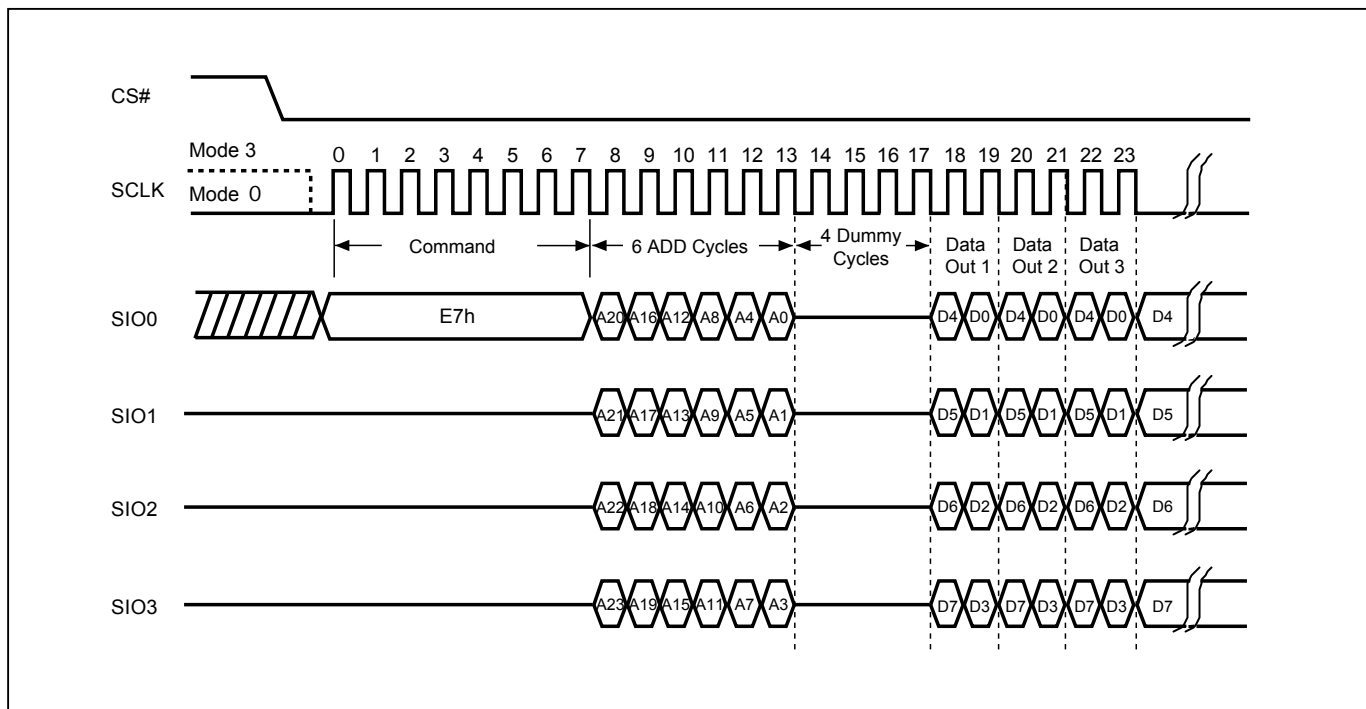 CS#
Mode 3
0 1 2 3 4 5 6 7 8 9 10 11 12 13 14 15 16 17 18 19 20 21 22 23
SCLK
Mode 0
Command
6 ADD Cycles
4 Dummy
Cycles
Data
Out 1
Data
Out 2
Data
Out 3
SIO0
E7h
A20 A16 A12 A8 A4 A0
D4 D0 D4 D0 D4 D0 D4
SIO1
A21 A17 A13 A9 A5 A1
D5 D1 D5 D1 D5 D1 D5
SIO2
A22 A18 A14 A10 A6 A2
D6 D2 D6 D2 D6 D2 D6
SIO3
A23 A19 A15 A11 A7 A3
D7 D3 D7 D3 D7 D3 D7